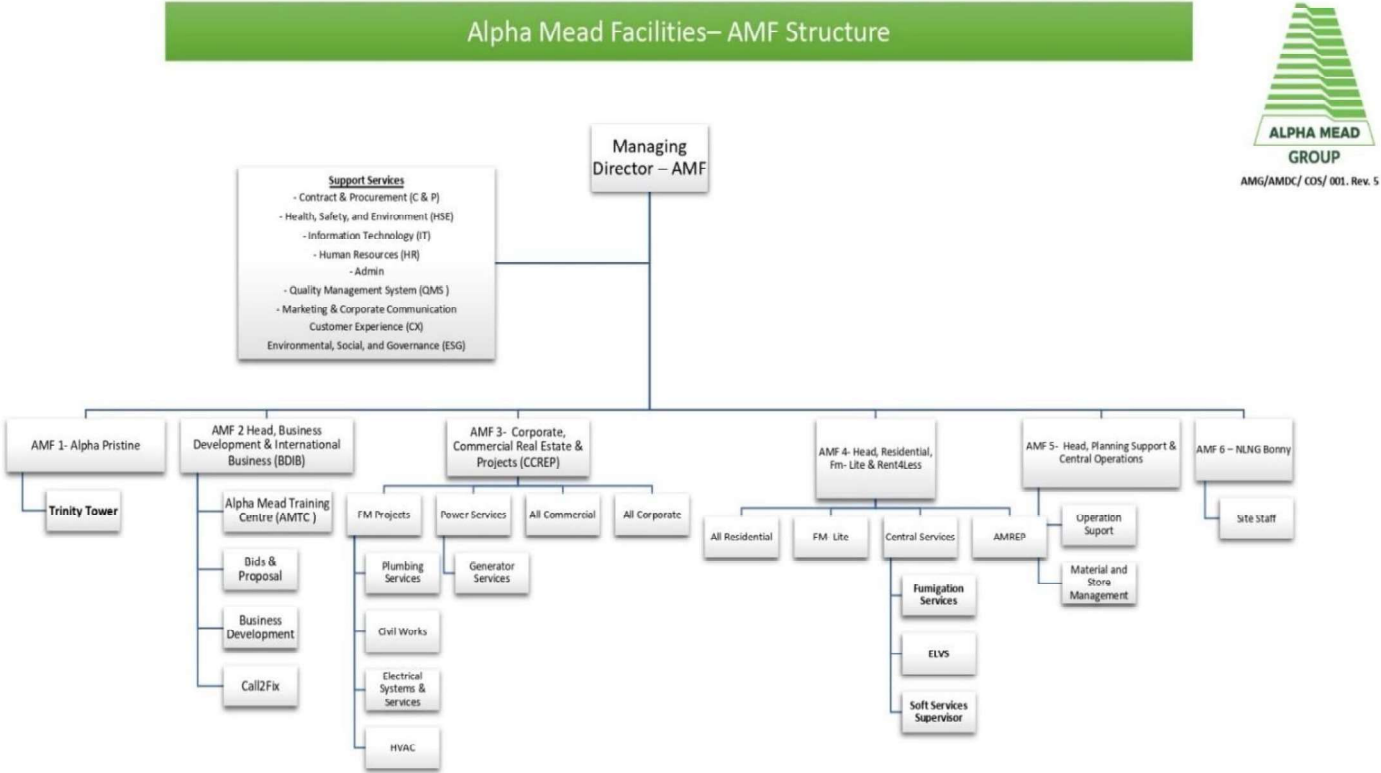 Alpha Mead Facilities– AMF Structure
ALPHA MEAD
GROUP
AMG/AMDC/ COS/ 001. Rev. 5
Managing
Director – AMF
Support Services
- Contract & Procurement (C & P)
- Health, Safety, and Environment (HSE)
- Information Technology (IT)
- Human Resources (HR)
- Admin
- Quality Management System (QMS )
- Marketing & Corporate Communication
Customer Experience (CX)
Environmental, Social, and Governance (ESG)
AMF 1- Alpha Pristine
Trinity Tower
AMF 2 Head, Business
Development & International
Business (BDIB)
Alpha Mead Training
Centre (AMTC )
Bids &
Proposal
Business
Development
Call2Fix
AMF 3- Corporate,
Commercial Real Estate &
Projects (CCREP)
FM Projects
Power Services
All Commercial
All Corporate
Plumbing
Services
Civil Works
Electrical
Systems &
Services
HVAC
Generator
Services
AMF 4- Head, Residential,
Fm- Lite & Rent4Less
All Residential
FM- Lite
Central Services
AMREP
Fumigation
Services
ELVS
Soft Services
Supervisor
AMF 5- Head, Planning Support &
Central Operations
Operation
Suport
Material and
Store
Management
AMF 6 – NLNG Bonny
Site Staff